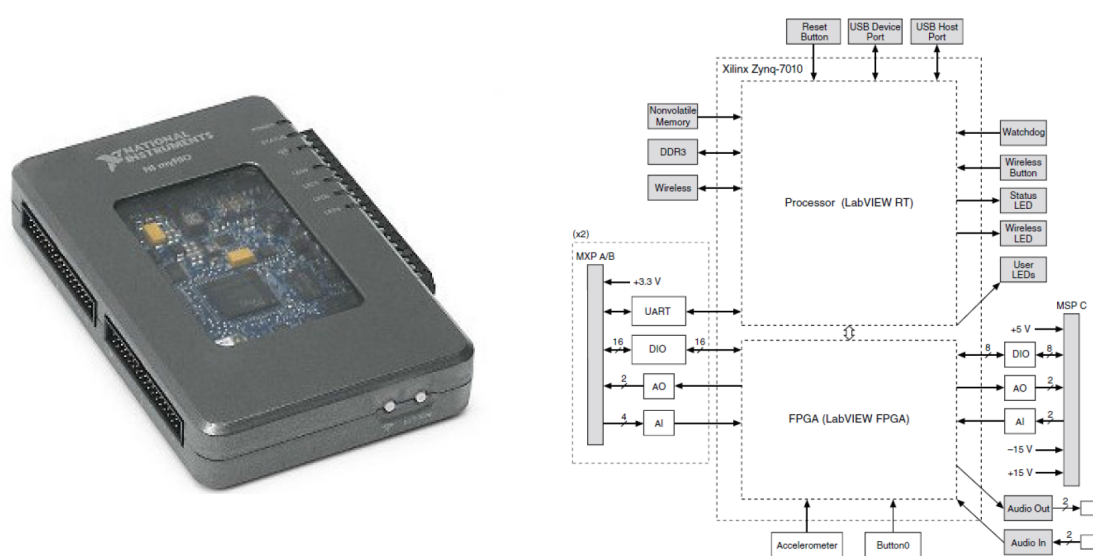 NATIONAL
INSTRUMENTS
NI myRIO
Reset
Button
USB Device
Port
USB Host
Port
Xilinx Zynq-7010
Nonvolatile
Memory
DDR3
Wireless
Processor (LabVIEW RT)
Watchdog
Wireless
Button
Status
LED
Wireless
LED
User
LEDs
(x2)
MXP A/B
+3.3 V
UART
16
DIO
16
2
AO
4
AI
FPGA (LabVIEW FPGA)
MSP C
+5 V
8
DIO
8
AO
2
AI
2
–15 V
+15 V
Audio Out
2
Audio In
2
Accelerometer
Button0